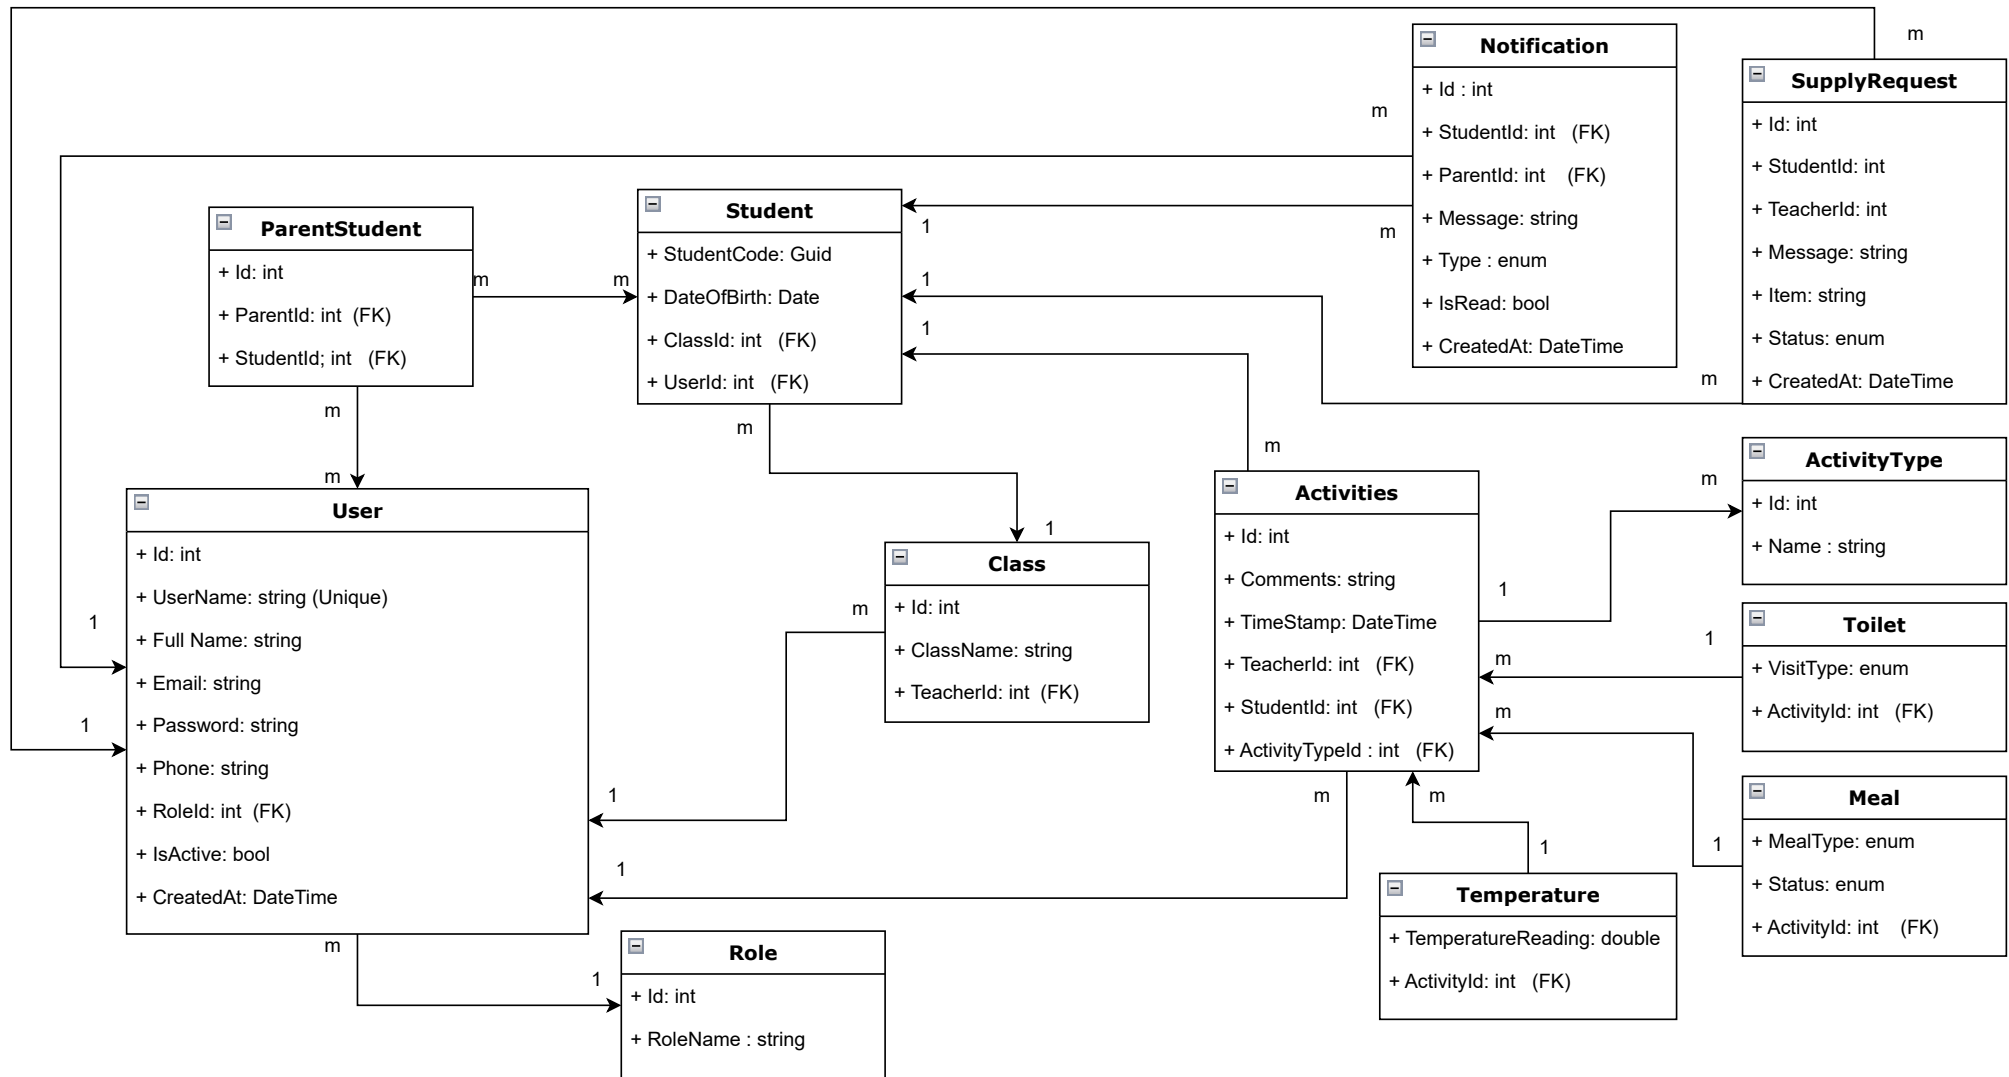 m
Notification
+ Id : int
+ StudentId: int (FK)
+ ParentId: int (FK)
+ Message: string
+ Type : enum
+ IsRead: bool
+ CreatedAt: DateTime
m
m
SupplyRequest
+ Id: int
+ StudentId: int
+ TeacherId: int
+ Message: string
+ Item: string
+ Status: enum
+ CreatedAt: DateTime
m
ParentStudent
+ Id: int
+ ParentId: int (FK)
+ StudentId; int (FK)
m
m
m
m
Student
+ StudentCode: Guid
+ DateOfBirth: Date
+ ClassId: int (FK)
+ UserId: int (FK)
1
1
1
m
User
+ Id: int
+ UserName: string (Unique)
+ Full Name: string
+ Email: string
+ Password: string
+ Phone: string
+ RoleId: int (FK)
+ IsActive: bool
+ CreatedAt: DateTime
1
1
1
1
m
Class
+ Id: int
+ ClassName: string
+ TeacherId: int (FK)
1
m
Activities
+ Id: int
+ Comments: string
+ TimeStamp: DateTime
+ TeacherId: int (FK)
+ StudentId: int (FK)
+ ActivityTypeId : int (FK)
m
1
m
m
m
m
ActivityType
+ Id: int
+ Name : string
m
Toilet
+ VisitType: enum
+ ActivityId: int (FK)
1
Meal
+ MealType: enum
+ Status: enum
+ ActivityId: int (FK)
1
Temperature
+ TemperatureReading: double
+ ActivityId: int (FK)
1
Role
+ Id: int
+ RoleName : string
1